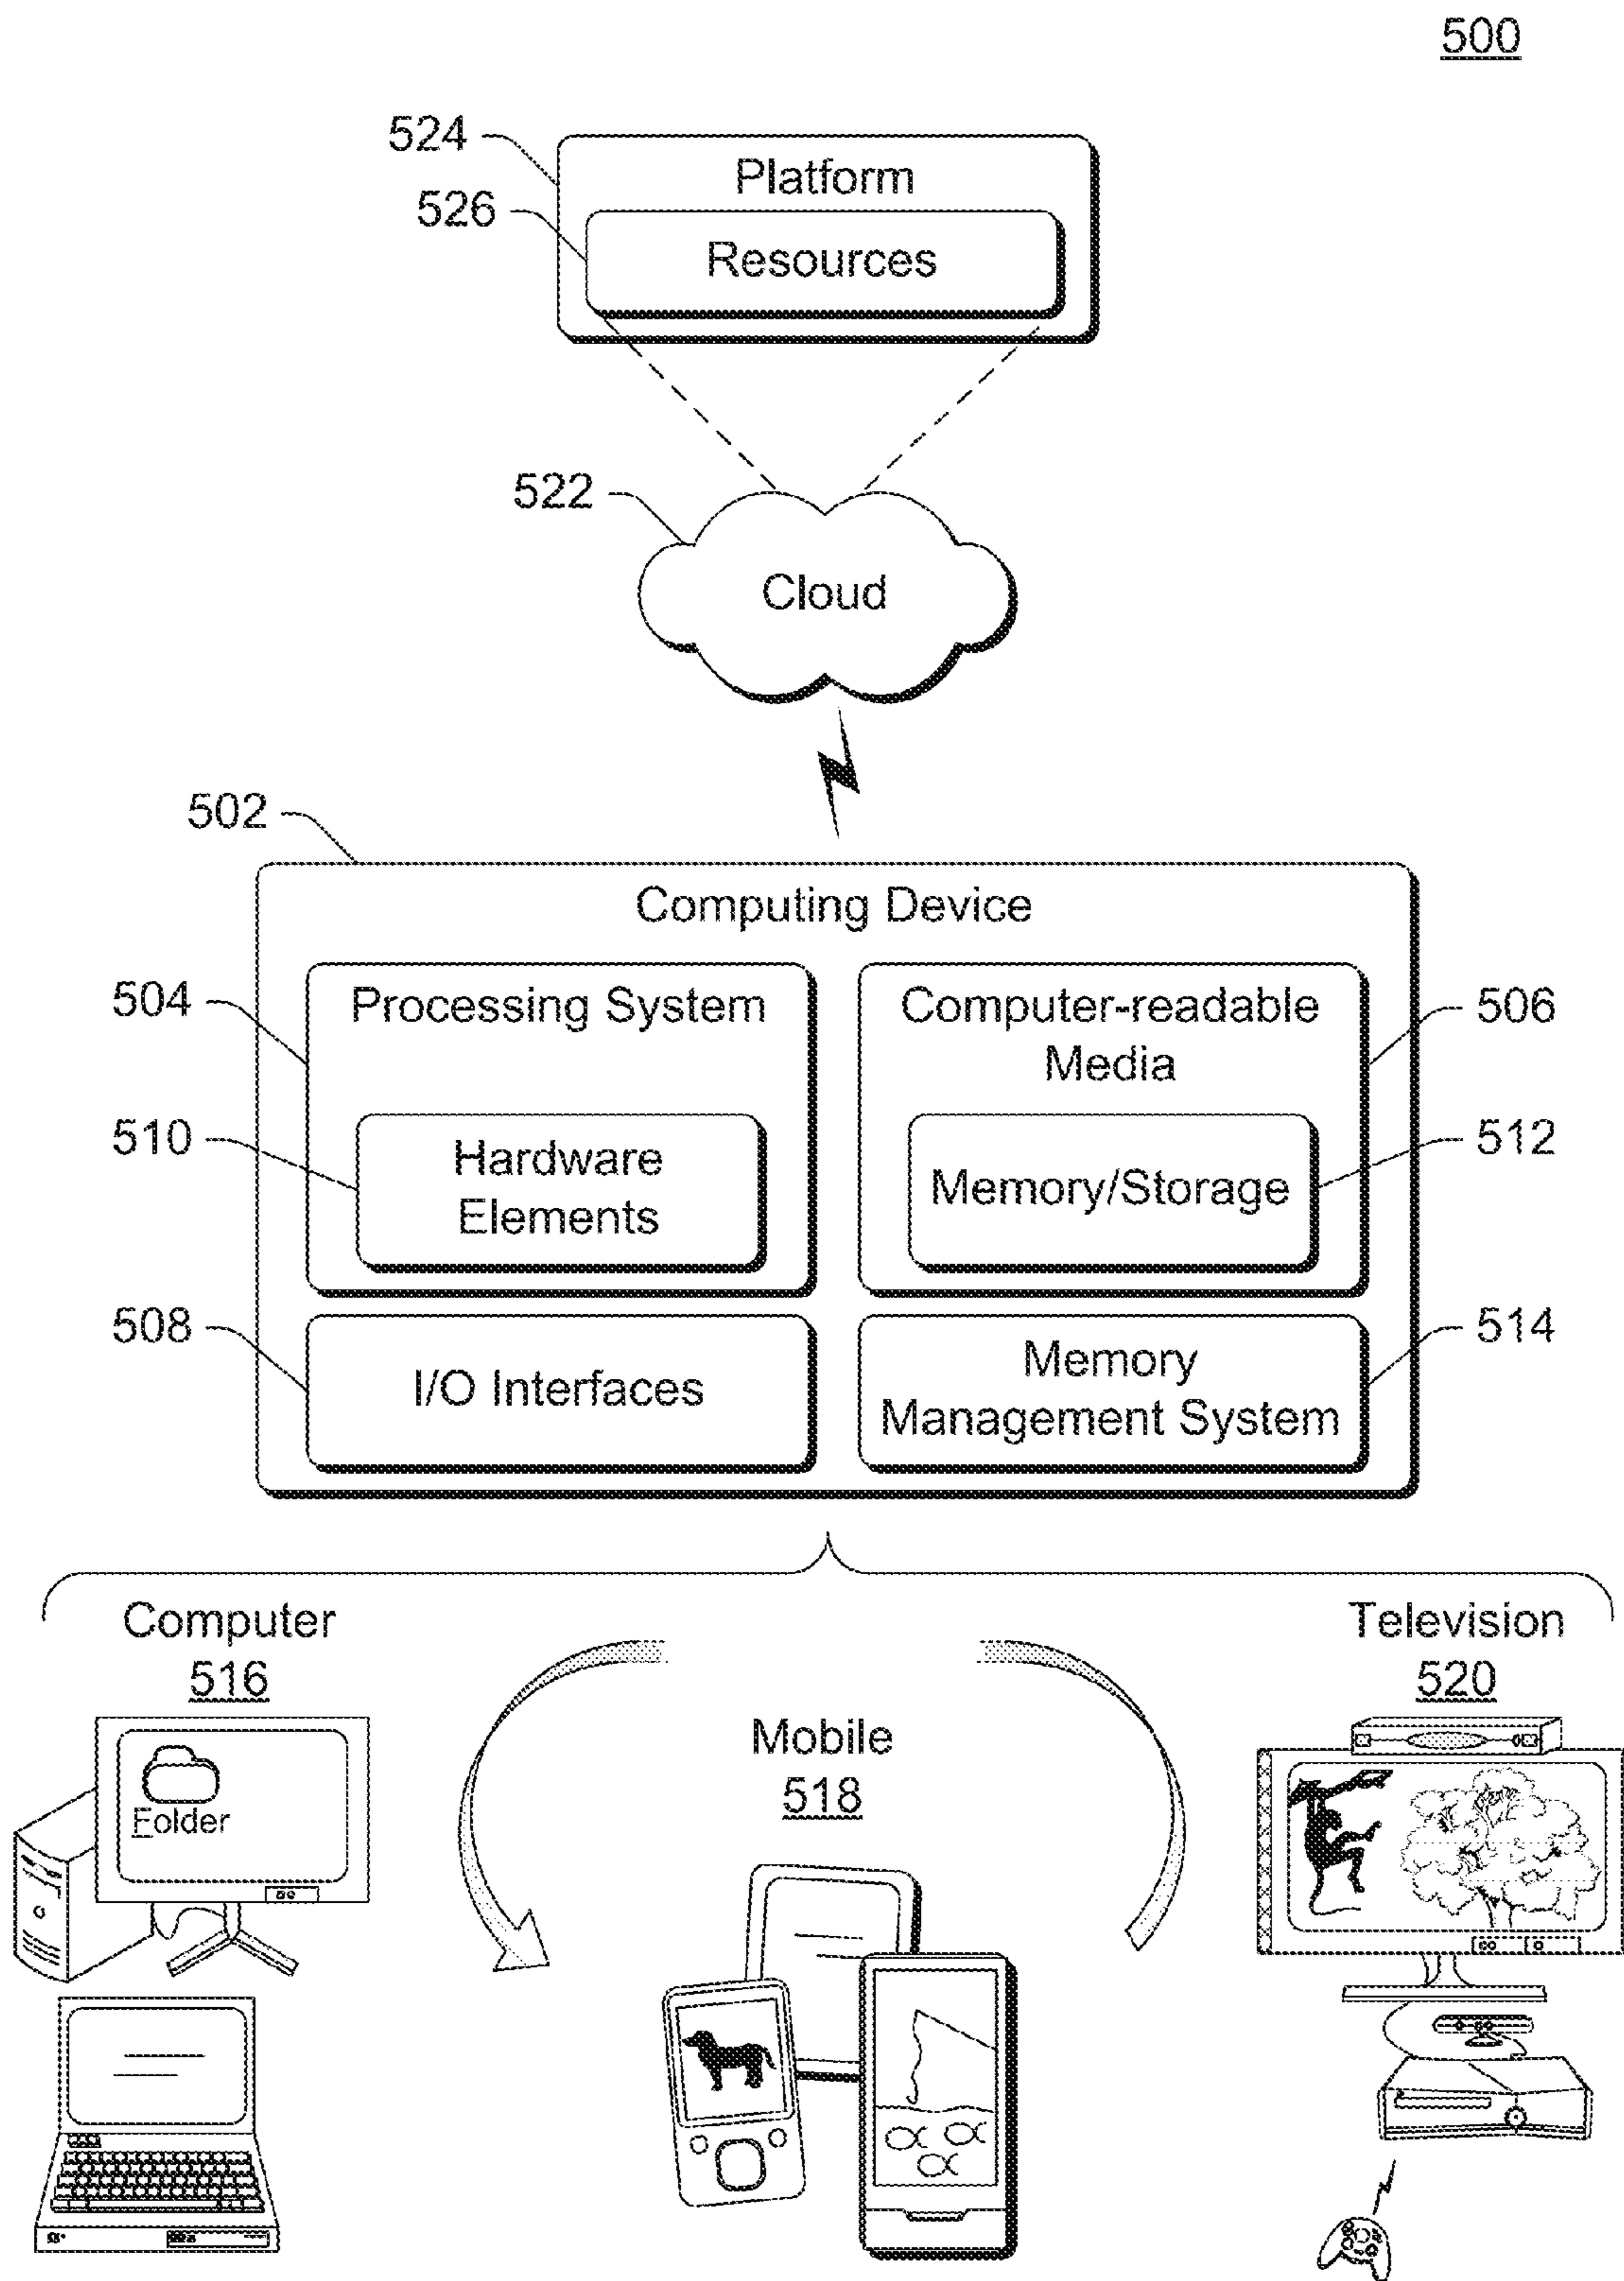 500
524
Platform
526
Resources
522
Cloud
502
Computing Device
504
Processing System
Computer-readable
Media
506
510
Hardware
Elements
Memory/Storage
512
508
I/O Interfaces
Memory
Management System
514
Computer
516
Folder
Mobile
518
Television
520